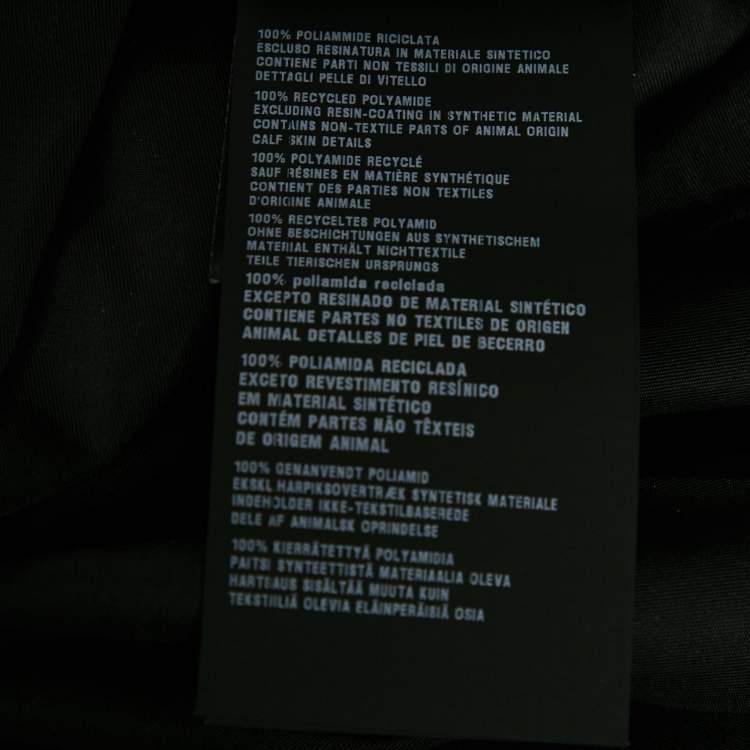 100% POLIAMMIDE RICICLATA
ESCLUSO RESINATURA IN MATERIALE SINTETICO
CONTIENE PARTI NON TESSILI DI ORIGINE ANIMALE
DETTAGLI PELLE DI VITELLO
100% RECYCLED POLYAMIDE
EXCLUDING RESIN-COATING IN SYNTHETIC MATERIAL
CONTAINS NON-TEXTILE PARTS OF ANIMAL ORIGIN
CALF SKIN DETAILS
100% POLYAMIDE RECYCLÉ
SAUF RÉSINES EN MATIÈRE SYNTHÉTIQUE
CONTIENT DES PARTIES NON TEXTILES
D'ORIGINE ANIMALE
100% RECYCELTES POLYAMID
OHNE BESCHICHTUNGEN AUS SYNTHETISCHEM
MATERIAL ENTHÄLT NICHTTEXTILE
TEILE TIERISCHEN URSPRUNGS
100% poliamida reciclada
EXCEPTO RESINADO DE MATERIAL SINTÉTICO
CONTIENE PARTES NO TEXTILES DE ORIGEN
ANIMAL DETALLES DE PIEL DE BECERRO
100% POLIAMIDA RECICLADA
EXCETO REVESTIMENTO RESÍNICO
EM MATERIAL SINTÉTICO
CONTÉM PARTES NÃO TÊXTEIS
DE ORIGEM ANIMAL
100% GENANVENDT POLIAMID
EKSKL HARPIKSOVERTRÆK SYNTETISK MATERIALE
INDEHOLDER IKKE-TEKSTILBASEREDE
DELE AF ANIMALSK OPRINDELSE
100% KIERRÄTETTYÄ POLYAMIDIA
PAITSI SYNTEETTISTÄ MATERIAALIA OLEVA
HARTSAUS SISÄLTÄÄ MUUTA KUIN
TEKSTIILIÄ OLEVIA ELÄINPERÄISIÄ OSIA